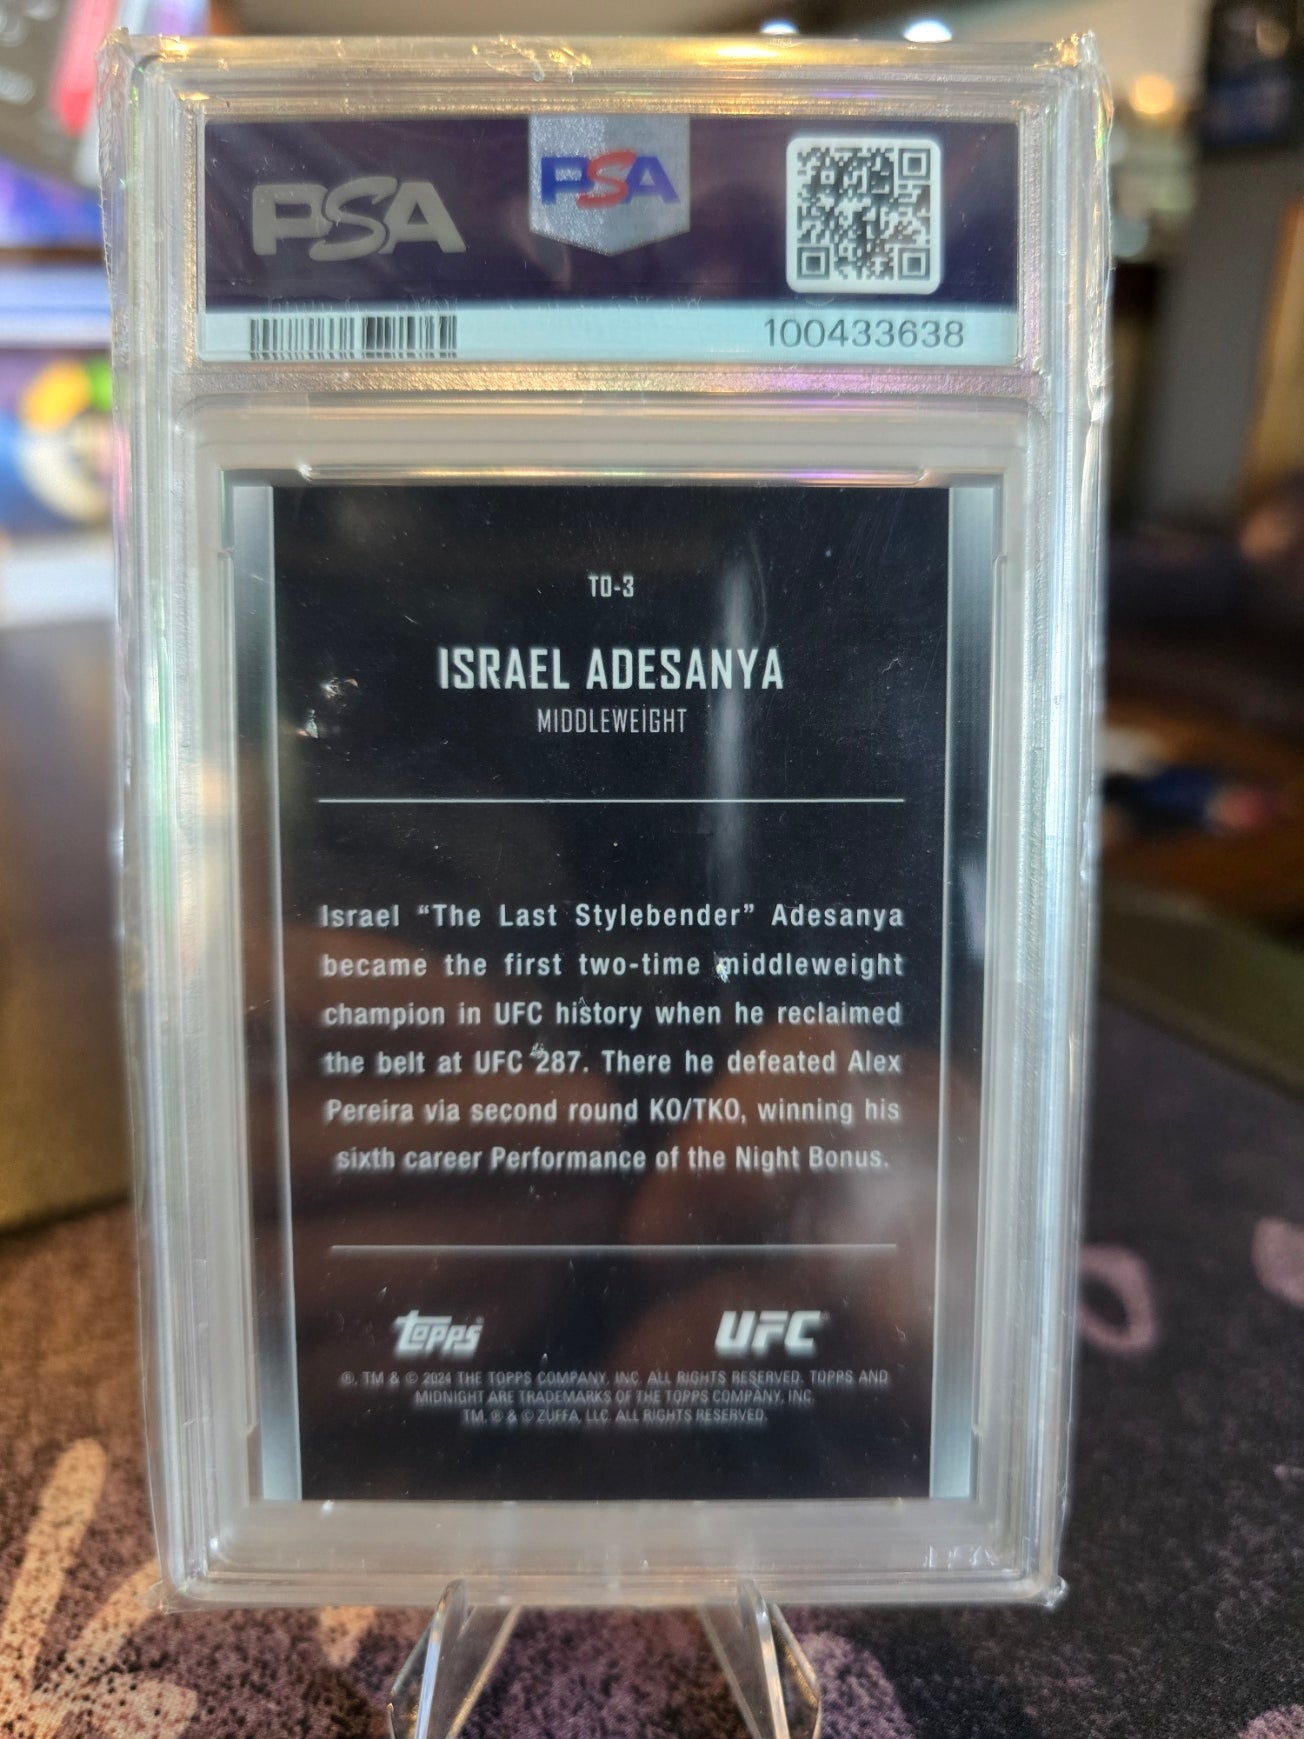 PSA PSA
100433638
TO-3
ISRAEL ADESANYA
MIDDLEWEIGHT
Israel “The Last Stylebender” Adesanya
became the first two-time middleweight
champion in UFC history when he reclaimed
the belt at UFC 287. There he defeated Alex
Pereira via second round KO/TKO, winning his
sixth career Performance of the Night Bonus.
Topps UFC
®, TM & © 2024 THE TOPPS COMPANY, INC. ALL RIGHTS RESERVED. TOPPS AND
MIDNIGHT ARE TRADEMARKS OF THE TOPPS COMPANY, INC.
TM, ® & © ZUFFA, LLC. ALL RIGHTS RESERVED.
PSA